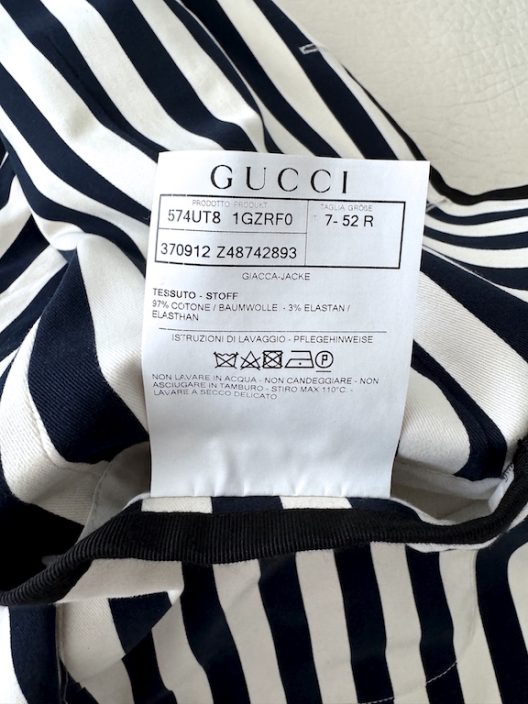 GUCCI
PRODOTTO PRODUKT TAGLIA GRÖßE
574UT8 1GZRF0 7- 52 R
370912 Z48742893
GIACCA-JACKE
TESSUTO - STOFF
97% COTONE / BAUMWOLLE - 3% ELASTAN /
ELASTHAN
ISTRUZIONI DI LAVAGGIO - PFLEGEHINWEISE
P
NON LAVARE IN ACQUA - NON CANDEGGIARE - NON
ASCIUGARE IN TAMBURO - STIRO MAX 110°C. -
LAVARE A SECCO DELICATO